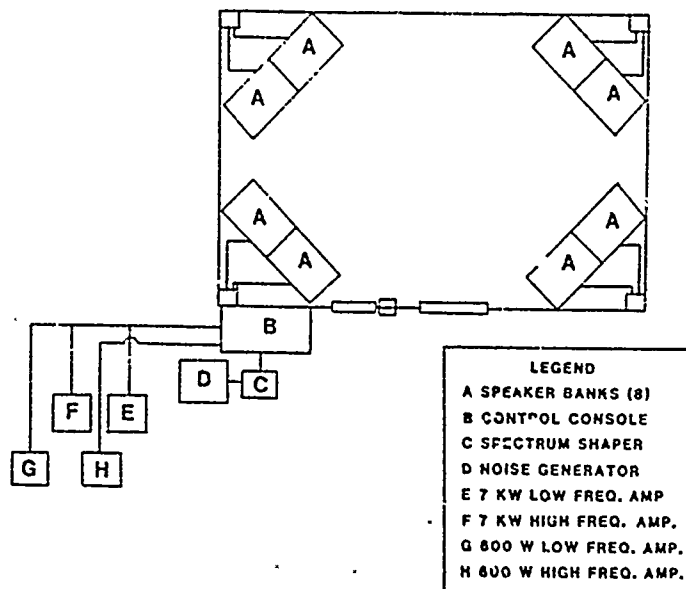 A
A
A
A
A
A
A
A
B
D
C
F
E
G
H
LEGEND
A SPEAKER BANKS (8)
B CONTROL CONSOLE
C SPECTRUM SHAPER
D NOISE GENERATOR
E 7 KW LOW FREQ. AMP
F 7 KW HIGH FREQ. AMP.
G 600 W LOW FREQ. AMP.
H 600 W HIGH FREQ. AMP.